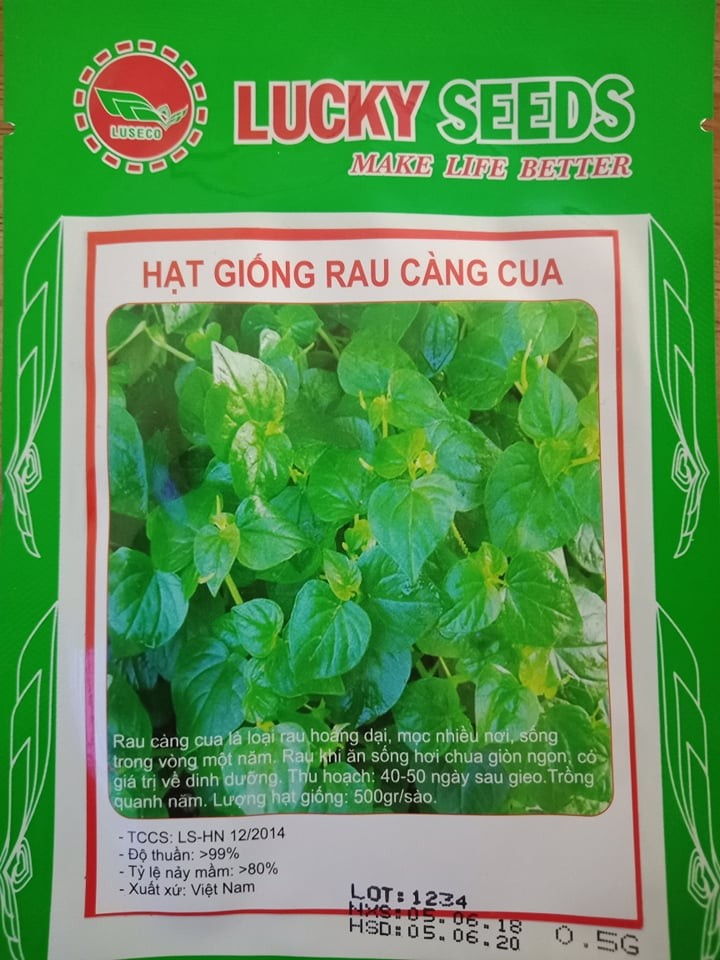 LUSECO
LUCKY SEEDS
MAKE LIFE BETTER
HẠT GIỐNG RAU CÀNG CUA
Rau càng cua là loại rau hoang dại, mọc nhiều nơi, sống
trong vòng một năm. Rau khi ăn sống hơi chua giòn ngon, có
giá trị về dinh dưỡng. Thu hoạch: 40-50 ngày sau gieo.Trồng
quanh năm. Lượng hạt giống: 500gr/sào.
- TCCS: LS-HN 12/2014
- Độ thuần: >99%
- Tỷ lệ nảy mầm: >80%
- Xuất xứ: Việt Nam
LOT:1234
NXS:05.06.18
HSD:05.06.20
0.5G